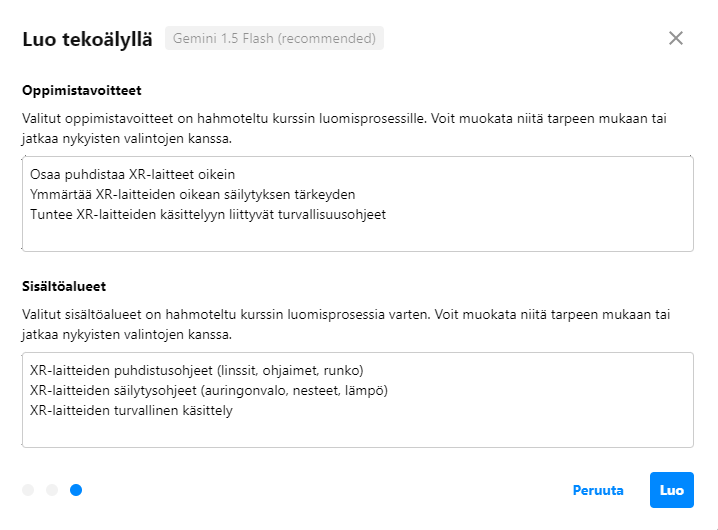 Luo tekoälyllä Gemini 1.5 Flash (recommended)
Oppimistavoitteet
Valitut oppimistavoitteet on hahmoteltu kurssin luomisprosessille. Voit muokata niitä tarpeen mukaan tai
jatkaa nykyisten valintojen kanssa.
Osaa puhdistaa XR-laitteet oikein
Ymmärtää XR-laitteiden oikean säilytyksen tärkeyden
Tuntee XR-laitteiden käsittelyyn liittyvät turvallisuusohjeet
Sisältöalueet
Valitut sisältöalueet on hahmoteltu kurssin luomisprosessia varten. Voit muokata niitä tarpeen mukaan tai
jatkaa nykyisten valintojen kanssa.
XR-laitteiden puhdistusohjeet (linssit, ohjaimet, runko)
XR-laitteiden säilytysohjeet (auringonvalo, nesteet, lämpö)
XR-laitteiden turvallinen käsittely
Peruuta Luo